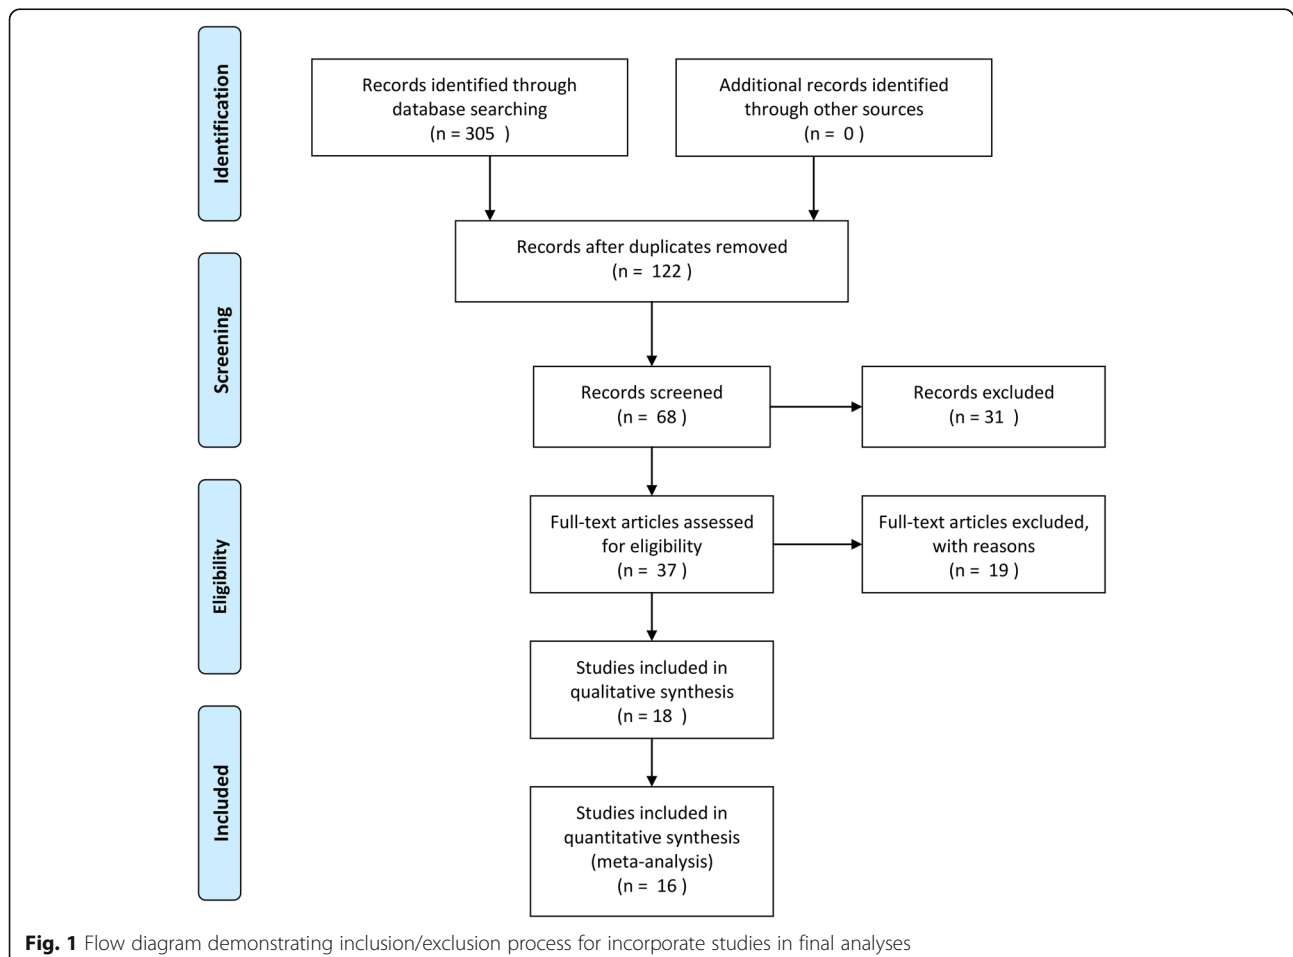 Identification
Records identified through
database searching
(n = 305 )
Additional records identified
through other sources
(n = 0 )
Records after duplicates removed
(n = 122 )
Screening
Records screened
(n = 68 )
Records excluded
(n = 31 )
Eligibility
Full-text articles assessed
for eligibility
(n = 37 )
Full-text articles excluded,
with reasons
(n = 19 )
Studies included in
qualitative synthesis
(n = 18 )
Included
Studies included in
quantitative synthesis
(meta-analysis)
(n = 16 )
Fig. 1 Flow diagram demonstrating inclusion/exclusion process for incorporate studies in final analyses